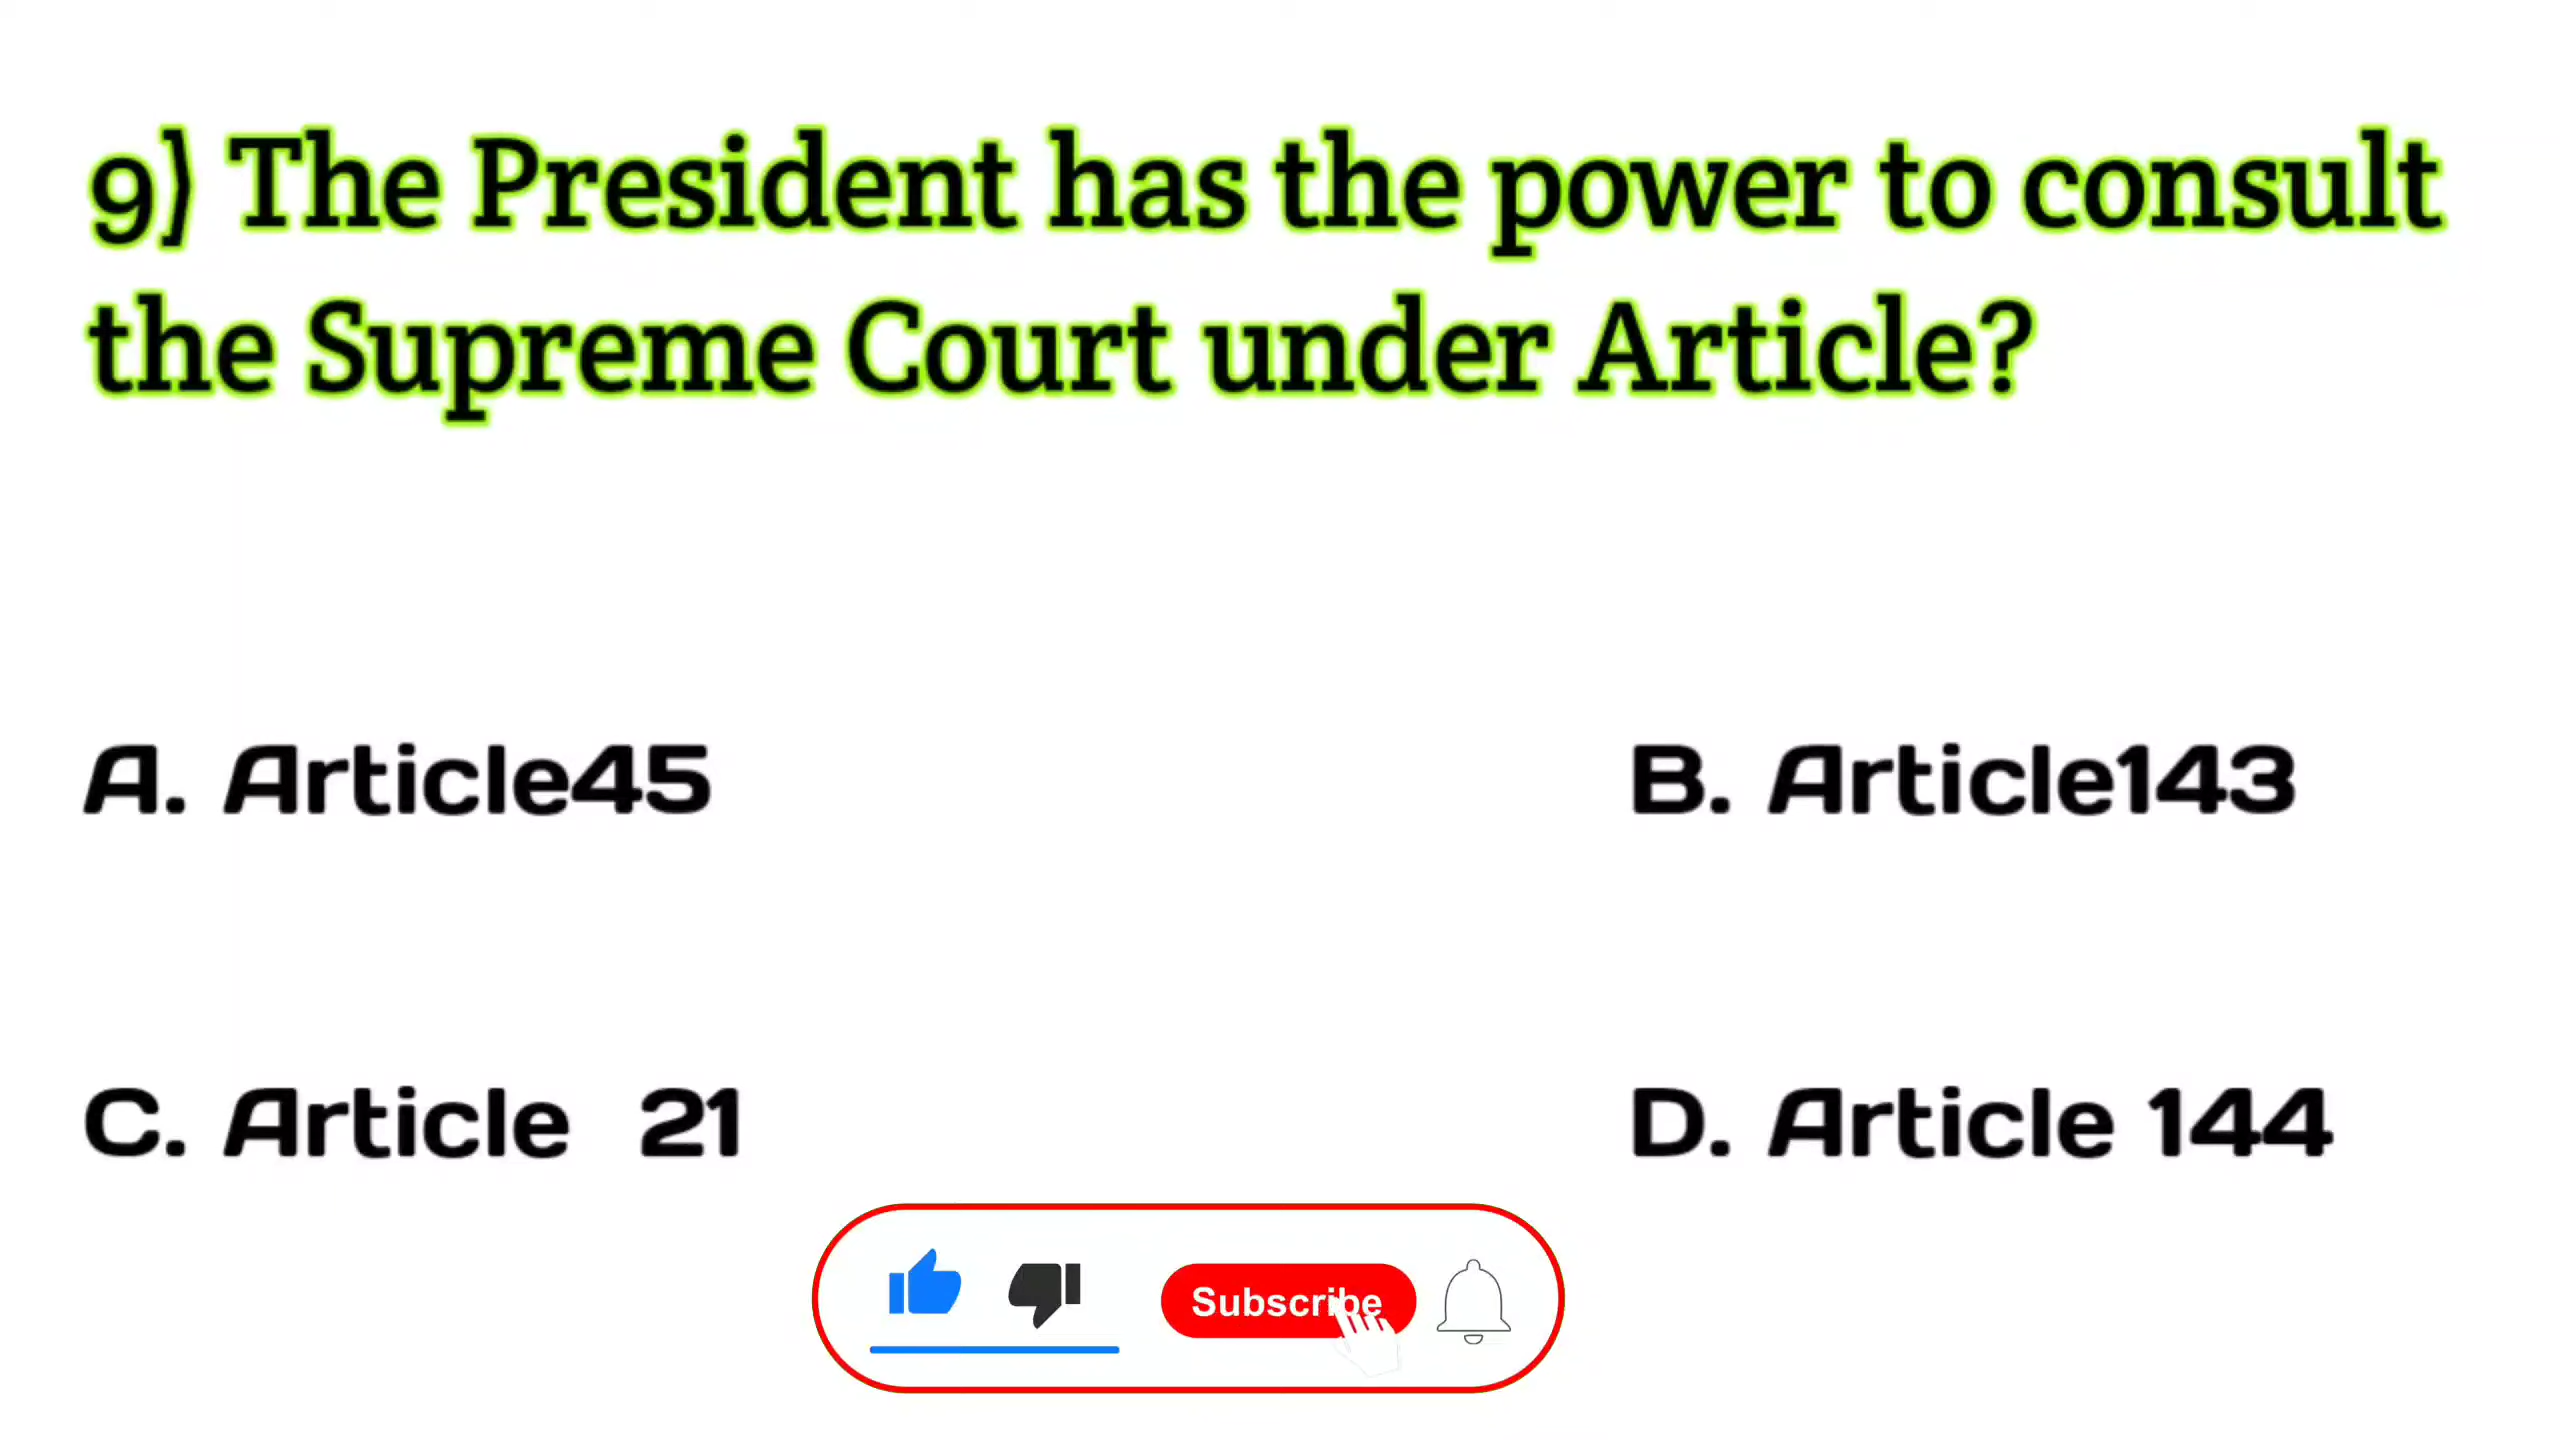 9) The President has the power to consult
the Supreme Court under Article?
A. Article45
B. Article143
C. Article 21
D. Article 144
Subscribe